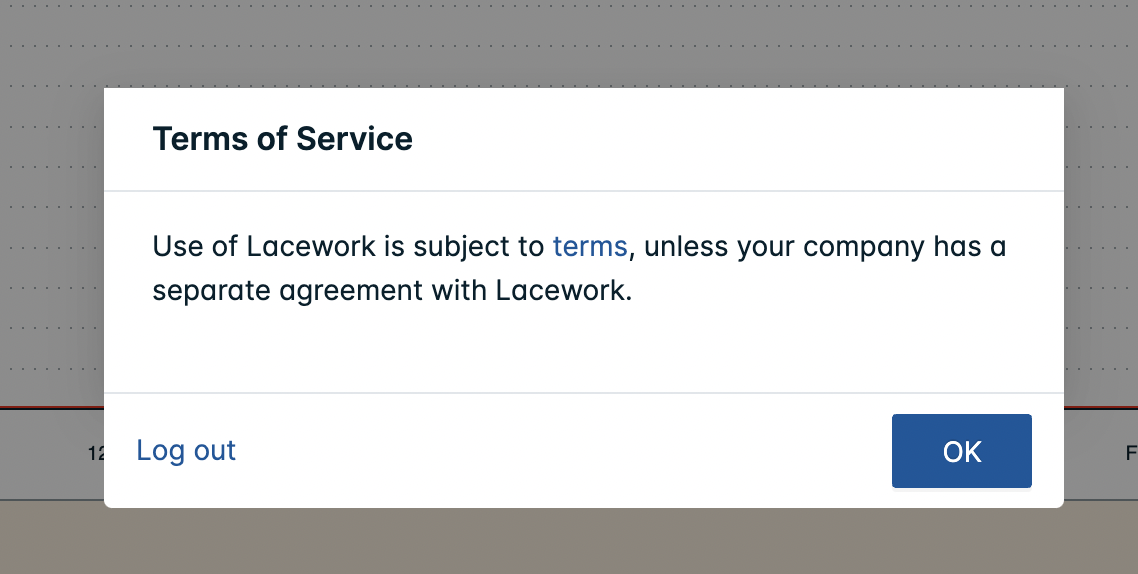 Terms of Service
Use of Lacework is subject to terms, unless your company has a
separate agreement with Lacework.
Log out
OK